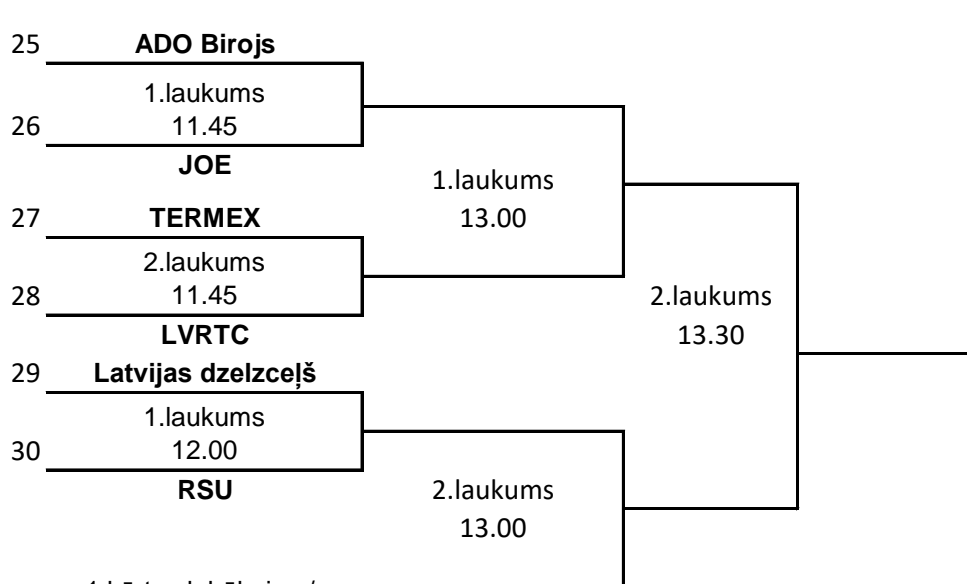 25 ADO Birojs
1.laukums
26 11.45
JOE
1.laukums
27 TERMEX 13.00
2.laukums
28 11.45 2.laukums
LVRTC 13.30
29 Latvijas dzelzceļš
1.laukums
30 12.00
RSU 2.laukums
13.00